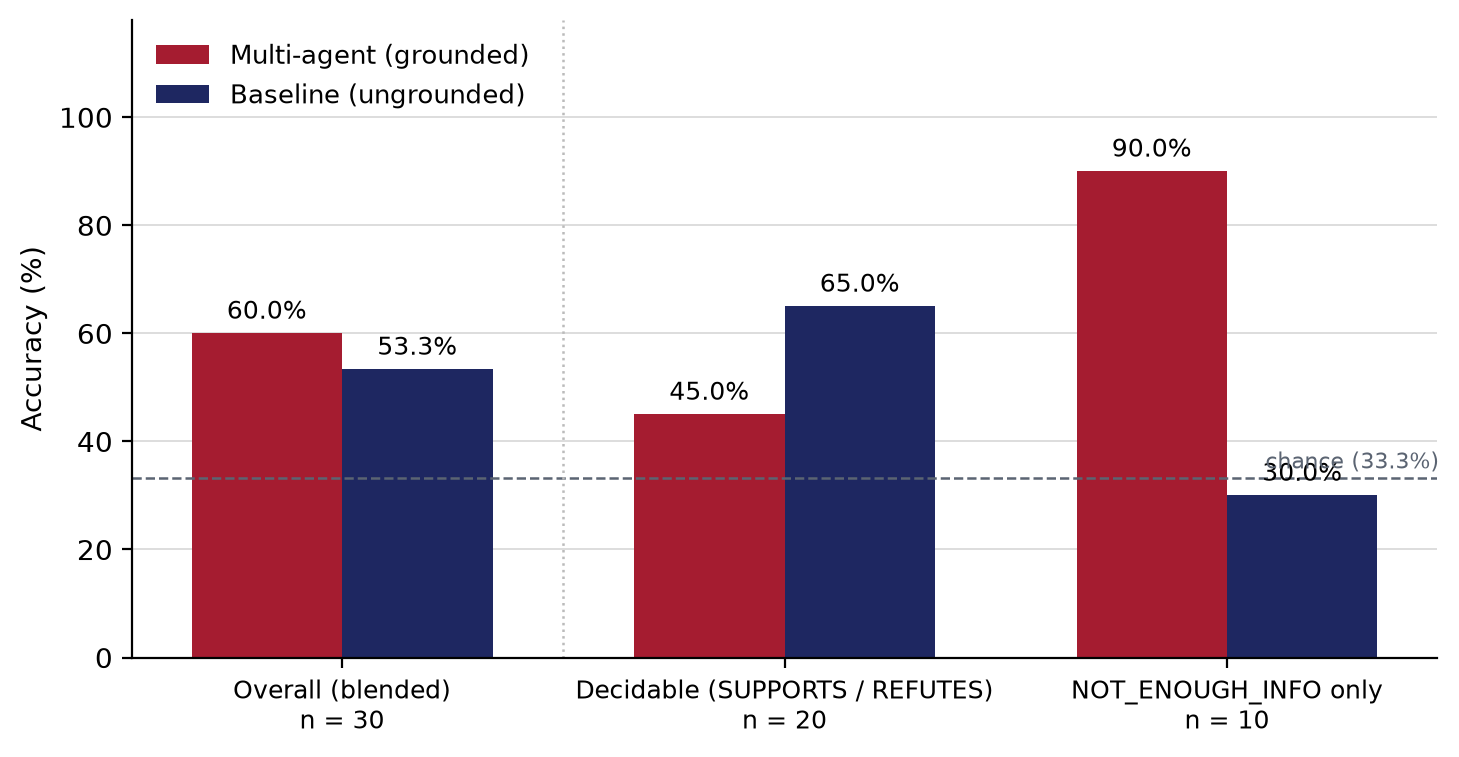 Multi-agent (grounded)
Baseline (ungrounded)
Accuracy (%)
100
80
60
40
20
0
60.0%
53.3%
45.0%
65.0%
90.0%
30.0%
chance (33.3%)
Overall (blended)
n = 30
Decidable (SUPPORTS / REFUTES)
n = 20
NOT_ENOUGH_INFO only
n = 10